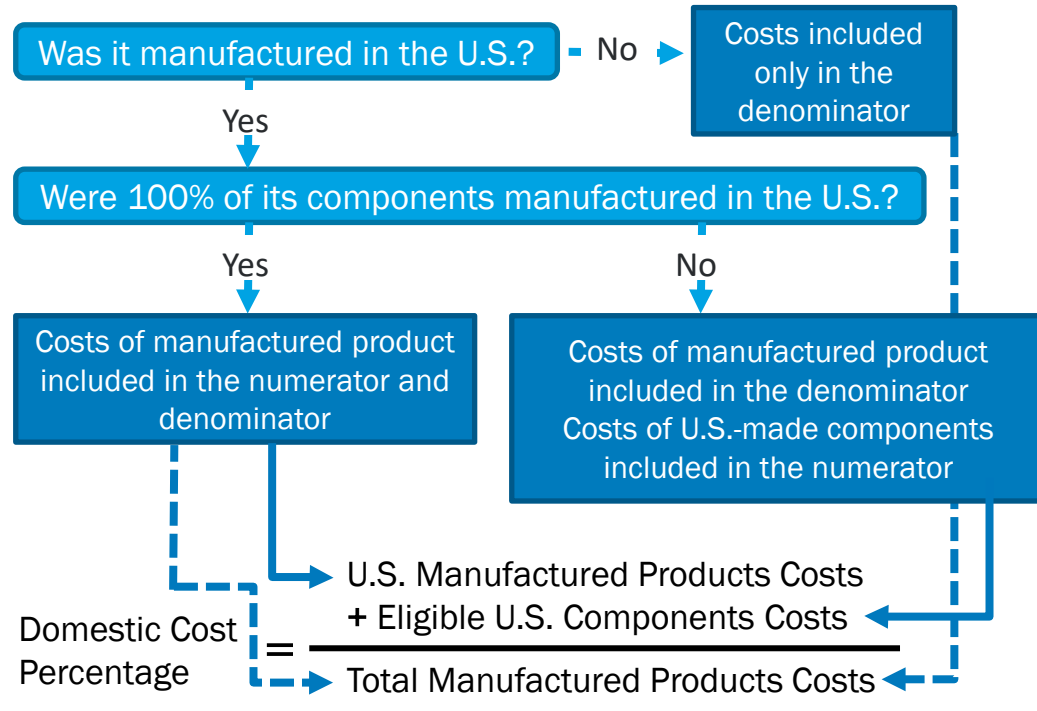 Was it manufactured in the U.S.?
No
Costs included
only in the
denominator
Yes
Were 100% of its components manufactured in the U.S.?
Yes
No
Costs of manufactured product
included in the numerator and
denominator
Costs of manufactured product
included in the denominator
Costs of U.S.-made components
included in the numerator
Domestic Cost
Percentage
=
U.S. Manufactured Products Costs
+ Eligible U.S. Components Costs
Total Manufactured Products Costs